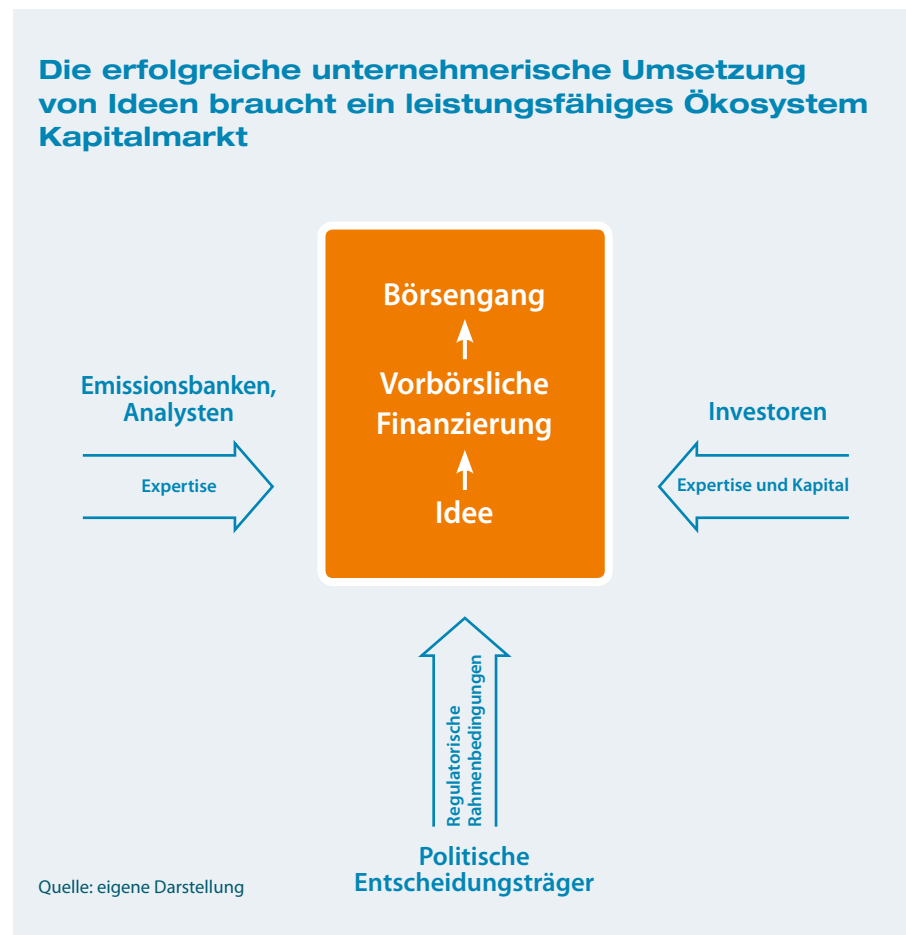 Die erfolgreiche unternehmerische Umsetzung
von Ideen braucht ein leistungsfähiges Ökosystem
Kapitalmarkt
Börsengang
Vorbörsliche
Finanzierung
Idee
Emissionsbanken,
Analysten
Expertise
Investoren
Expertise und Kapital
Regulatorische
Rahmenbedingungen
Politische
Entscheidungsträger
Quelle: eigene Darstellung